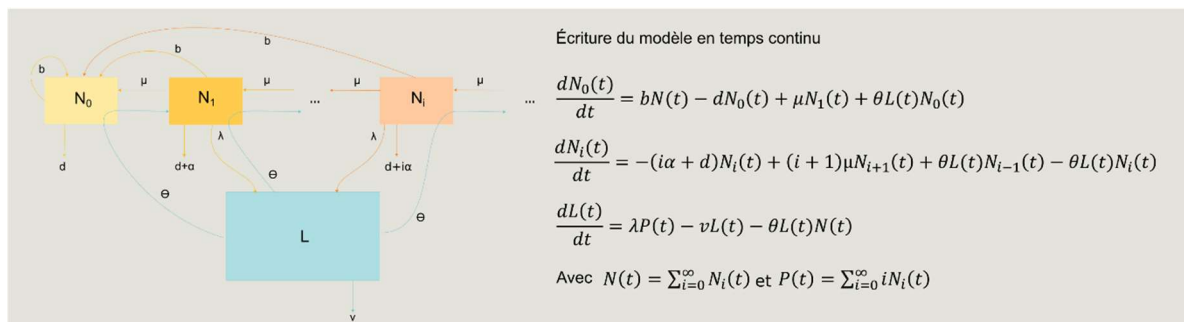 b
b
b
N₀
μ
N₁
μ
...
μ
Nᵢ
μ
...
λ
λ
d
d+α
d+iα
Θ
Θ
Θ
L
v
Écriture du modèle en temps continu
dN₀(t)/dt = bN(t) − dN₀(t) + μN₁(t) + θL(t)N₀(t)
dNᵢ(t)/dt = −(iα + d)Nᵢ(t) + (i + 1)μNᵢ₊₁(t) + θL(t)Nᵢ₋₁(t) − θL(t)Nᵢ(t)
dL(t)/dt = λP(t) − vL(t) − θL(t)N(t)
Avec N(t) = ∑ᵢ₌₀^∞ Nᵢ(t) et P(t) = ∑ᵢ₌₀^∞ iNᵢ(t)